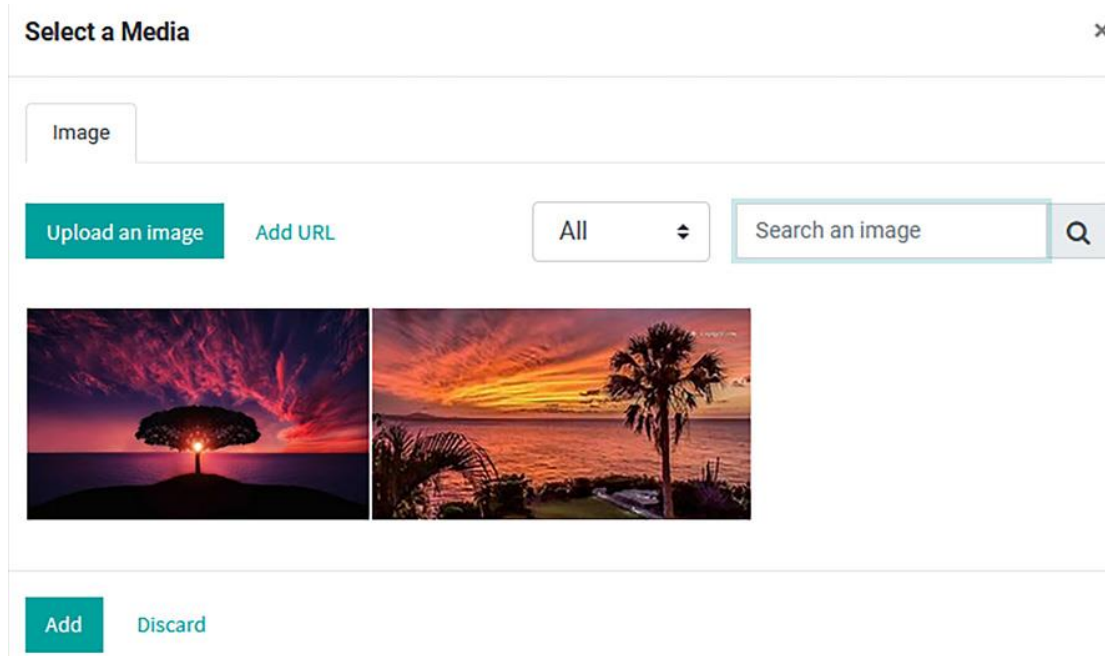 Select a Media
×
Image
Upload an image Add URL All Search an image
Add Discard